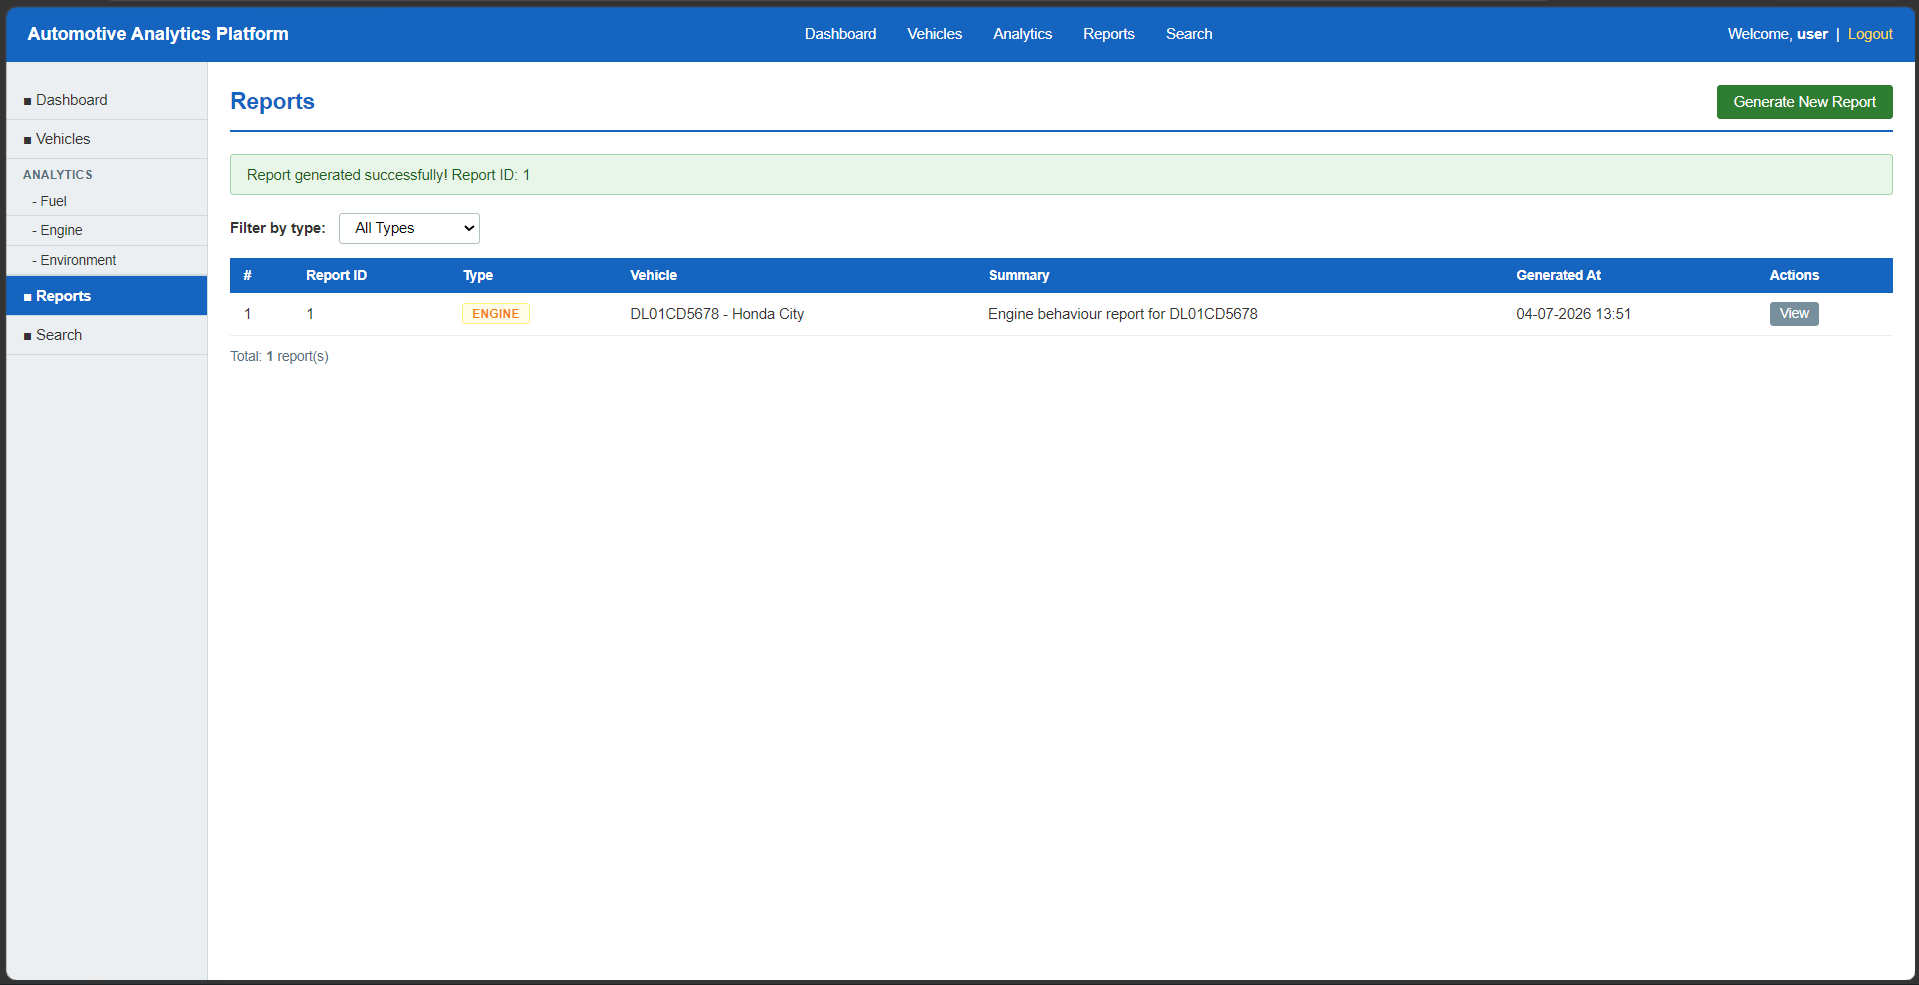 Automotive Analytics Platform
Dashboard Vehicles Analytics Reports Search
Welcome, user | Logout
■ Dashboard
■ Vehicles
ANALYTICS
- Fuel
- Engine
- Environment
■ Reports
■ Search
Reports
Generate New Report
Report generated successfully! Report ID: 1
Filter by type: All Types
# Report ID Type Vehicle Summary Generated At Actions
1 1 ENGINE DL01CD5678 - Honda City Engine behaviour report for DL01CD5678 04-07-2026 13:51 View
Total: 1 report(s)